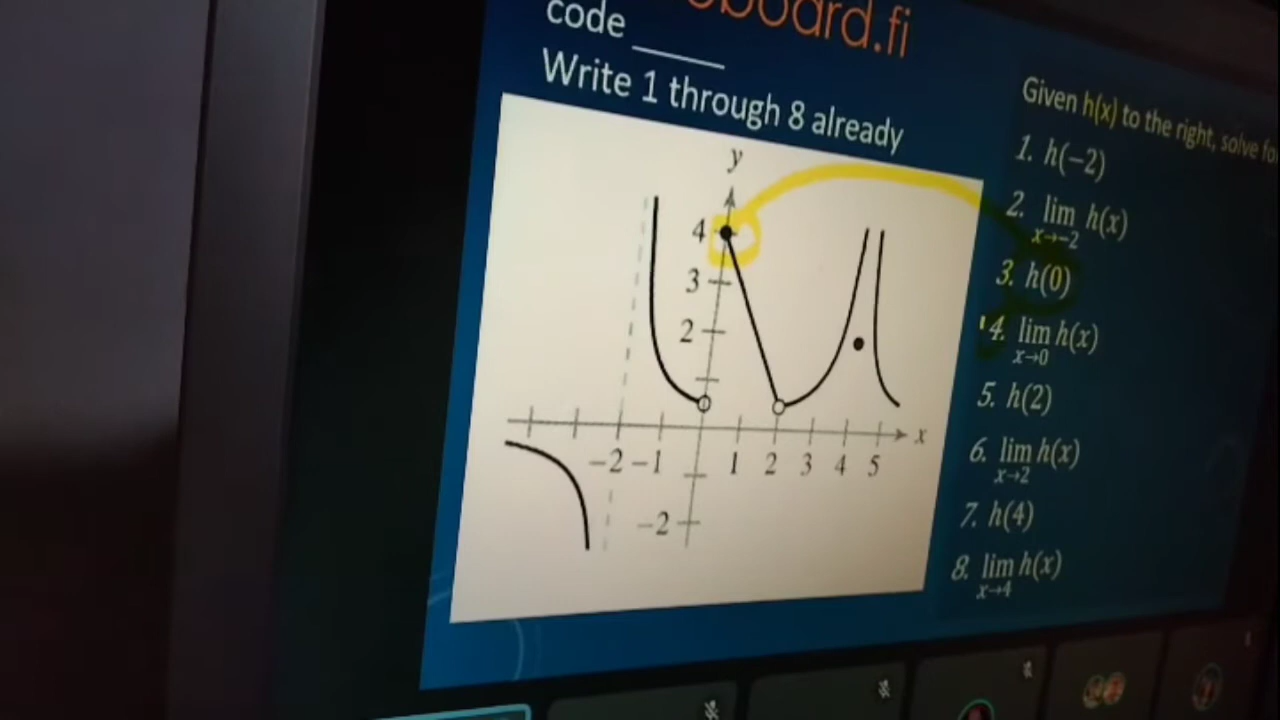 board.fi
code ____
Write 1 through 8 already
y
4
3
2
-2 -1 1 2 3 4 5 x
-2
Given h(x) to the right, solve
1. h(-2)
2. lim h(x)
x→-2
3. h(0)
4. lim h(x)
x→0
5. h(2)
6. lim h(x)
x→2
7. h(4)
8. lim h(x)
x→4